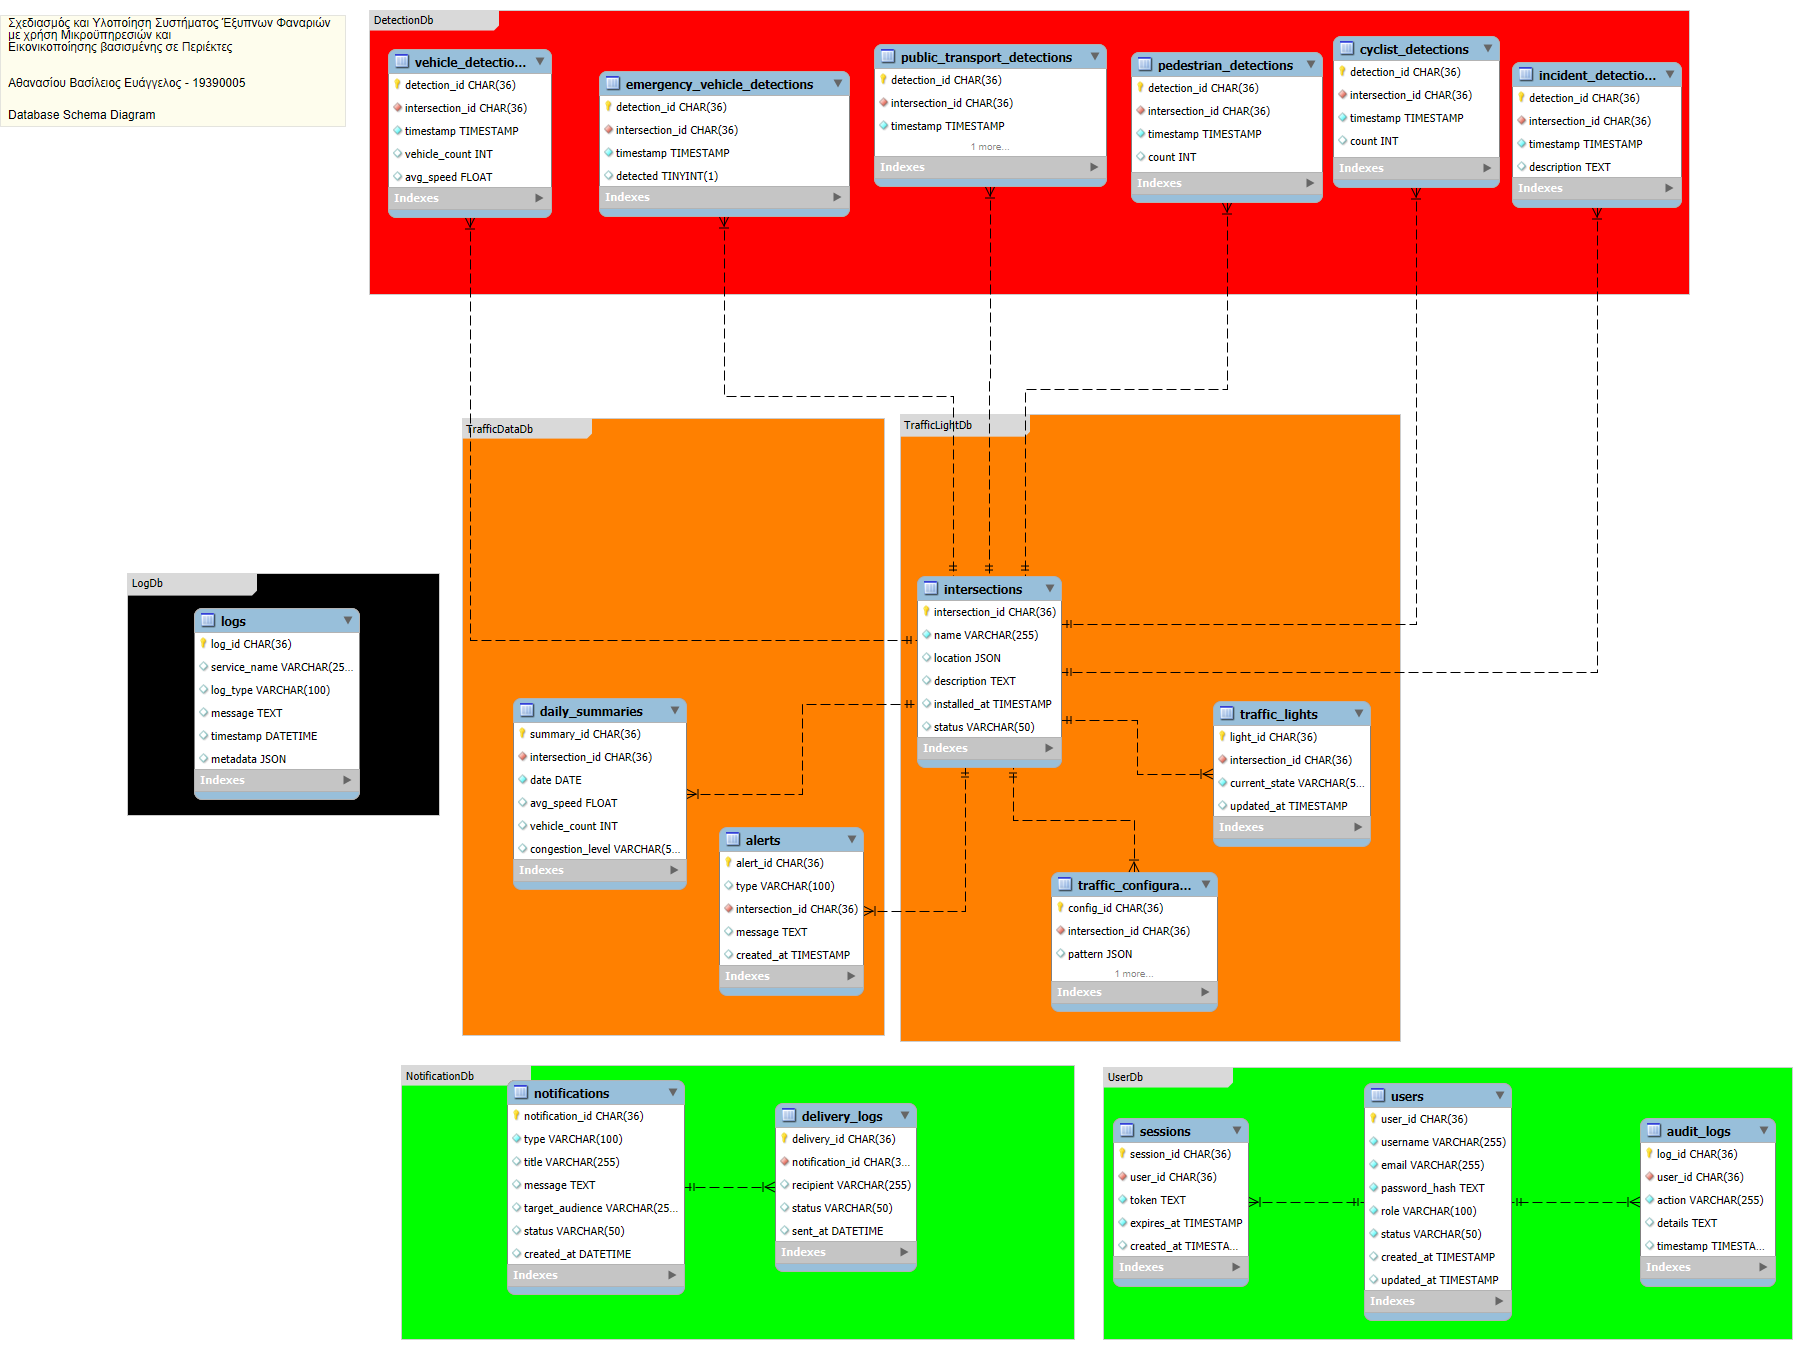 Σχεδιασμός και Υλοποίηση Συστήματος Έξυπνων Φαναριών
με χρήση Μικροϋπηρεσιών και
Εικονικοποίησης βασισμένης σε Περιέκτες
Αθανασίου Βασίλειος Ευάγγελος - 19390005
Database Schema Diagram
DetectionDb
vehicle_detectio...
detection_id CHAR(36)
intersection_id CHAR(36)
timestamp TIMESTAMP
vehicle_count INT
avg_speed FLOAT
Indexes
emergency_vehicle_detections
detection_id CHAR(36)
intersection_id CHAR(36)
timestamp TIMESTAMP
detected TINYINT(1)
Indexes
public_transport_detections
detection_id CHAR(36)
intersection_id CHAR(36)
timestamp TIMESTAMP
1 more...
Indexes
pedestrian_detections
detection_id CHAR(36)
intersection_id CHAR(36)
timestamp TIMESTAMP
count INT
Indexes
cyclist_detections
detection_id CHAR(36)
intersection_id CHAR(36)
timestamp TIMESTAMP
count INT
Indexes
incident_detectio...
detection_id CHAR(36)
intersection_id CHAR(36)
timestamp TIMESTAMP
description TEXT
Indexes
LogDb
logs
log_id CHAR(36)
service_name VARCHAR(25...
log_type VARCHAR(100)
message TEXT
timestamp DATETIME
metadata JSON
Indexes
TrafficDataDb
daily_summaries
summary_id CHAR(36)
intersection_id CHAR(36)
date DATE
avg_speed FLOAT
vehicle_count INT
congestion_level VARCHAR(5...
Indexes
alerts
alert_id CHAR(36)
type VARCHAR(100)
intersection_id CHAR(36)
message TEXT
created_at TIMESTAMP
Indexes
TrafficLightDb
intersections
intersection_id CHAR(36)
name VARCHAR(255)
location JSON
description TEXT
installed_at TIMESTAMP
status VARCHAR(50)
Indexes
traffic_lights
light_id CHAR(36)
intersection_id CHAR(36)
current_state VARCHAR(5...
updated_at TIMESTAMP
Indexes
traffic_configura...
config_id CHAR(36)
intersection_id CHAR(36)
pattern JSON
1 more...
Indexes
NotificationDb
notifications
notification_id CHAR(36)
type VARCHAR(100)
title VARCHAR(255)
message TEXT
target_audience VARCHAR(25...
status VARCHAR(50)
created_at DATETIME
Indexes
delivery_logs
delivery_id CHAR(36)
notification_id CHAR(3...
recipient VARCHAR(255)
status VARCHAR(50)
sent_at DATETIME
Indexes
UserDb
sessions
session_id CHAR(36)
user_id CHAR(36)
token TEXT
expires_at TIMESTAMP
created_at TIMESTA...
Indexes
users
user_id CHAR(36)
username VARCHAR(255)
email VARCHAR(255)
password_hash TEXT
role VARCHAR(100)
status VARCHAR(50)
created_at TIMESTAMP
updated_at TIMESTAMP
Indexes
audit_logs
log_id CHAR(36)
user_id CHAR(36)
action VARCHAR(255)
details TEXT
timestamp TIMESTA...
Indexes